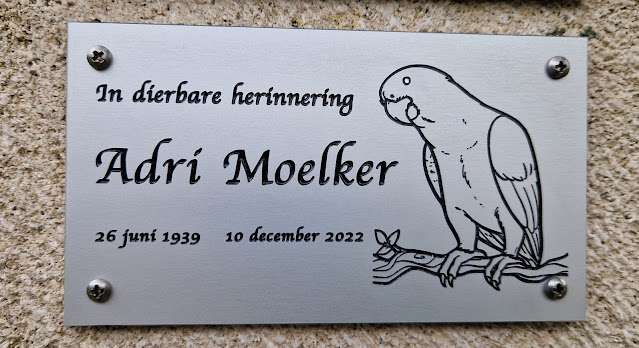 In dierbare herinnering
Adri Moelker
26 juni 1939 10 december 2022